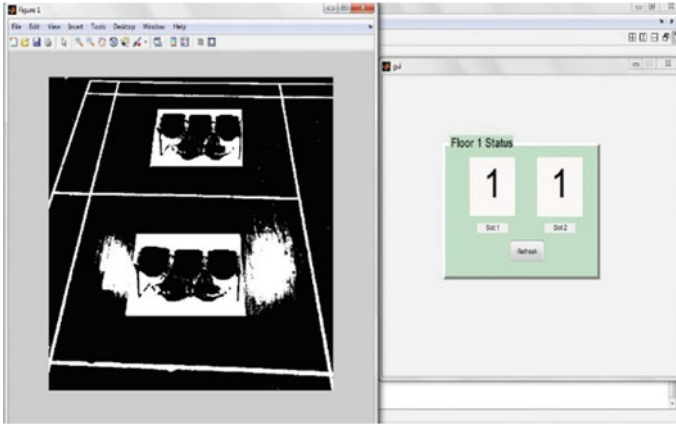 Figure 1
File Edit View Insert Tools Desktop Window Help
gui
Floor 1 Status
1 1
Slot 1 Slot 2
Refresh